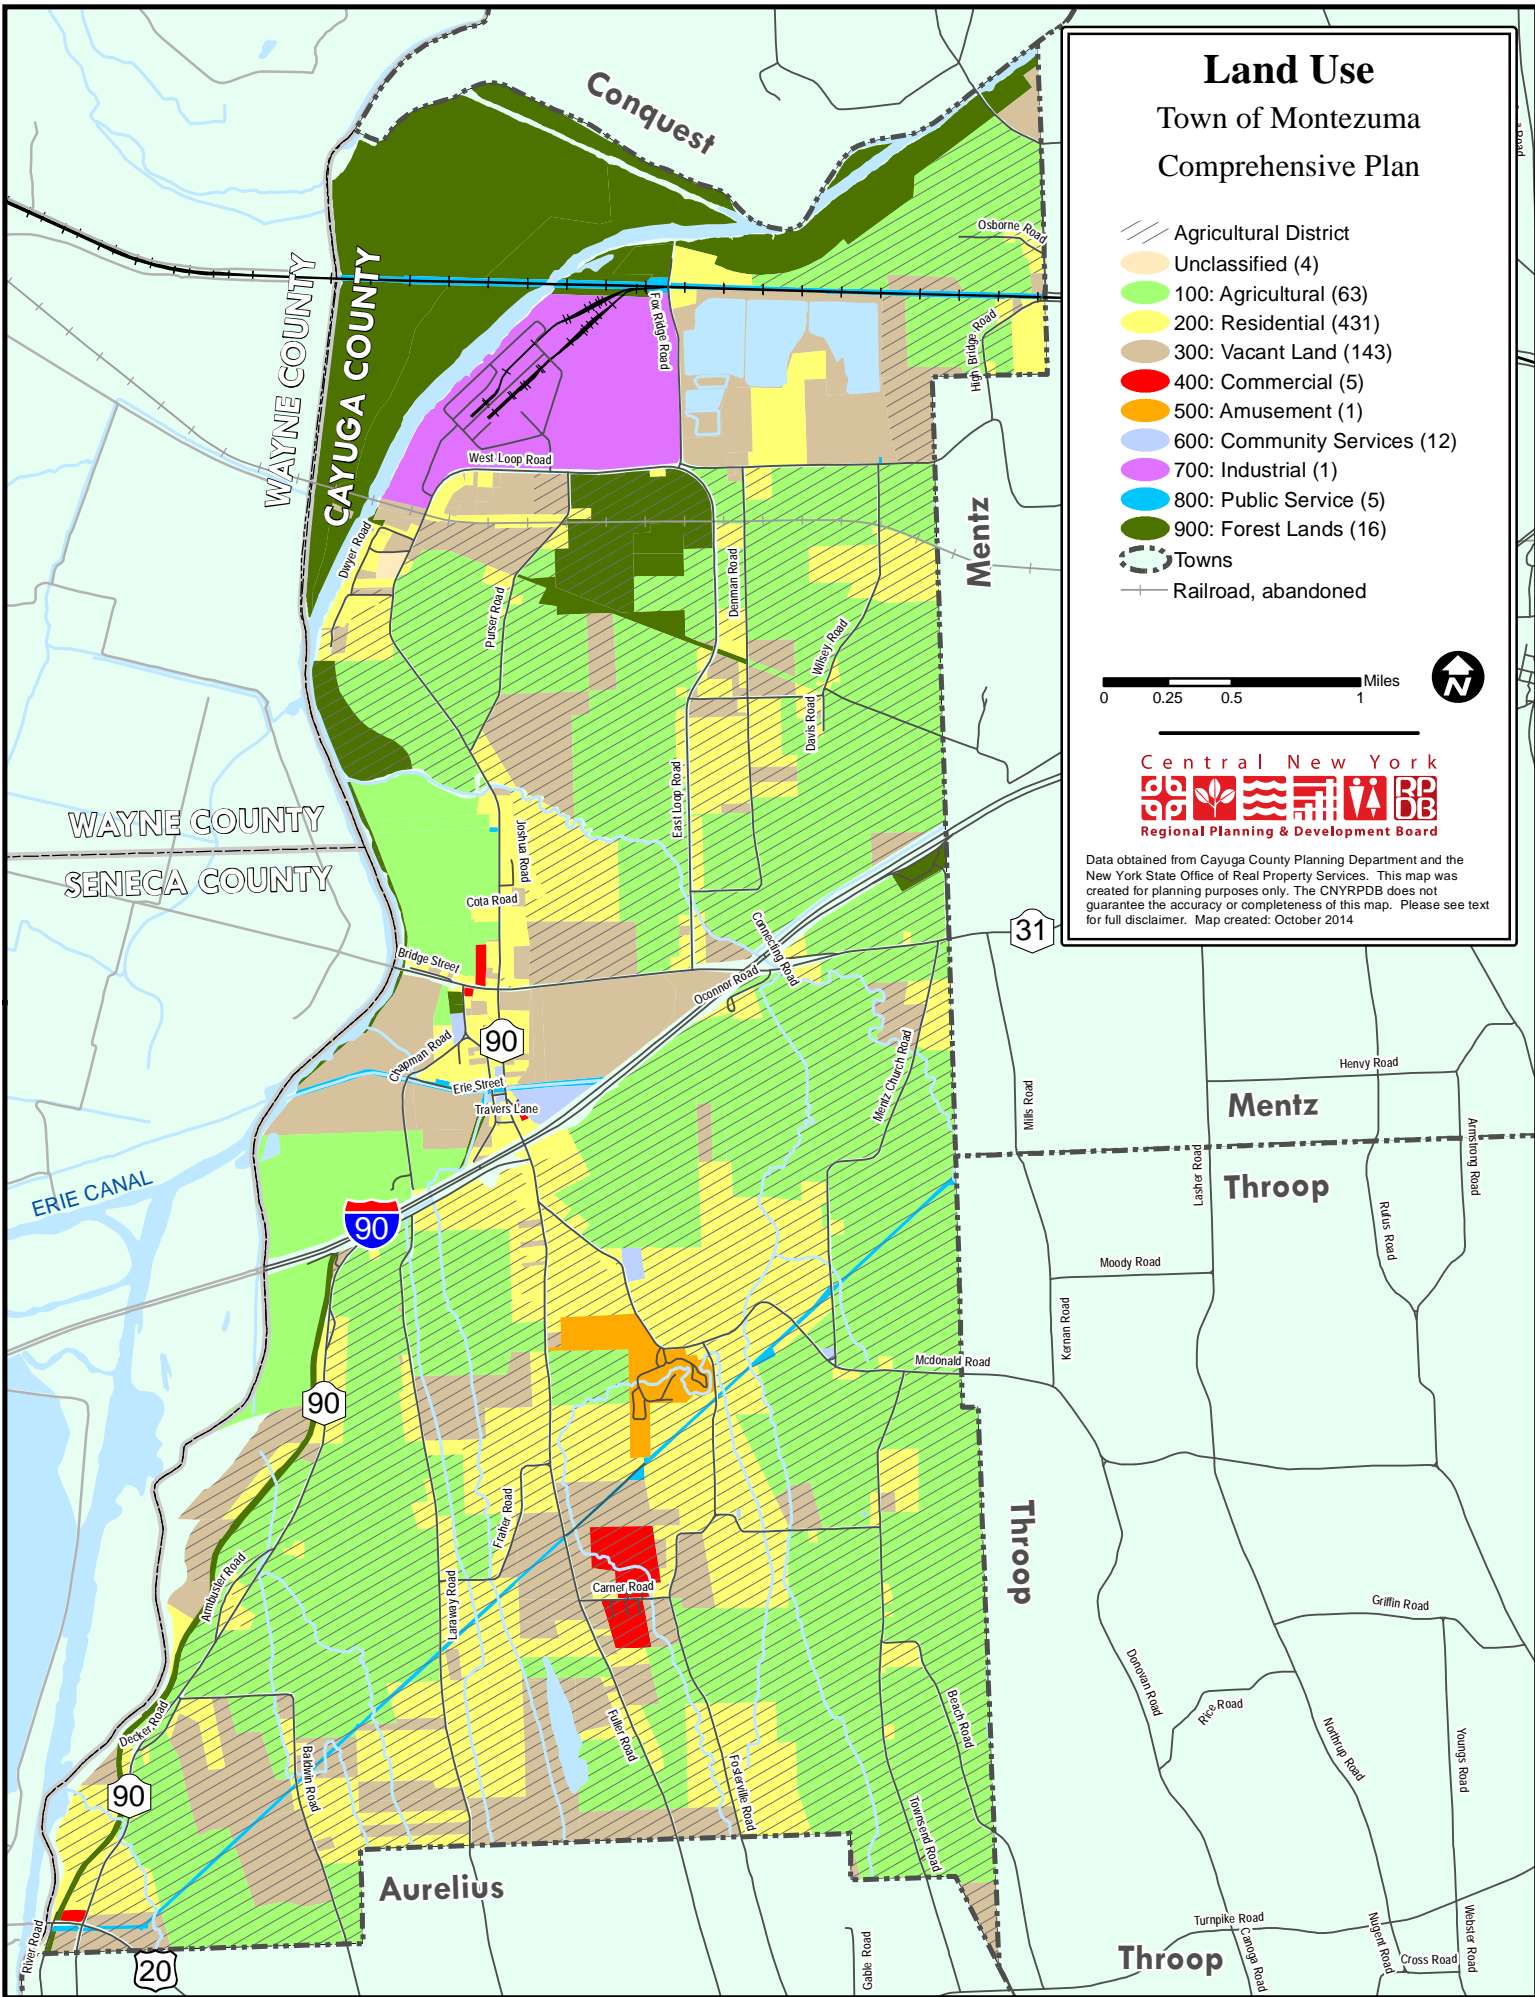 Land Use
Town of Montezuma
Comprehensive Plan
Agricultural District
Unclassified (4)
100: Agricultural (63)
200: Residential (431)
300: Vacant Land (143)
400: Commercial (5)
500: Amusement (1)
600: Community Services (12)
700: Industrial (1)
800: Public Service (5)
900: Forest Lands (16)
Towns
Railroad, abandoned
Miles
0 0.25 0.5 1
N
Central New York
RP
DB
Regional Planning & Development Board
Data obtained from Cayuga County Planning Department and the
New York State Office of Real Property Services. This map was
created for planning purposes only. The CNYRPDB does not
guarantee the accuracy or completeness of this map. Please see text
for full disclaimer. Map created: October 2014
Conquest
Road
Osborne Road
WAYNE COUNTY
CAYUGA COUNTY
Fox Ridge Road
High Bridge Road
West Loop Road
Mentz
Dwyer Road
Purser Road
Denman Road
Wilsey Road
Davis Road
East Loop Road
Joshua Road
WAYNE COUNTY
SENECA COUNTY
Cota Road
Bridge Street
Connecting Road
Oconnor Road
31
90
Chapman Road
Erie Street
Travers Lane
Mentz Church Road
Mills Road
Henvy Road
Mentz
Armstrong Road
Lasher Road
Throop
Rufus Road
ERIE CANAL
90
Moody Road
Kernan Road
Mcdonald Road
90
Fraher Road
Throop
Armbuster Road
Laraway Road
Carner Road
Griffin Road
Donovan Road
Rice Road
Northrup Road
Youngs Road
Decker Road
Baldwin Road
Fuller Road
Fosterville Road
Beach Road
Townsend Road
90
Aurelius
River Road
20
Gable Road
Throop
Turnpike Road
Canoga Road
Nugent Road
Cross Road
Webster Road